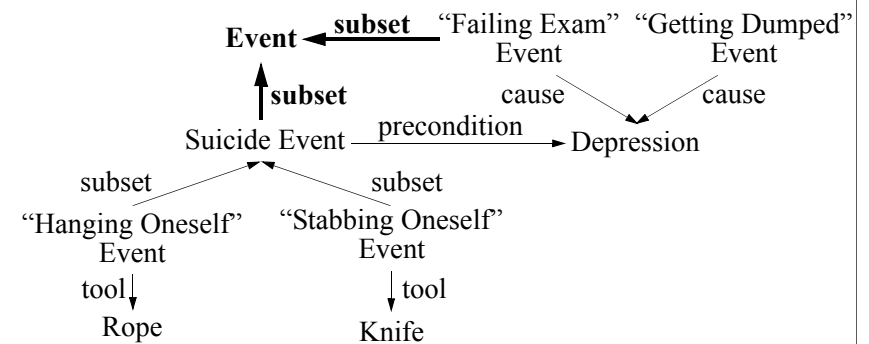 Event subset “Failing Exam” “Getting Dumped”
Event Event
subset cause cause
Suicide Event precondition Depression
subset subset
“Hanging Oneself” “Stabbing Oneself”
Event Event
tool tool
Rope Knife